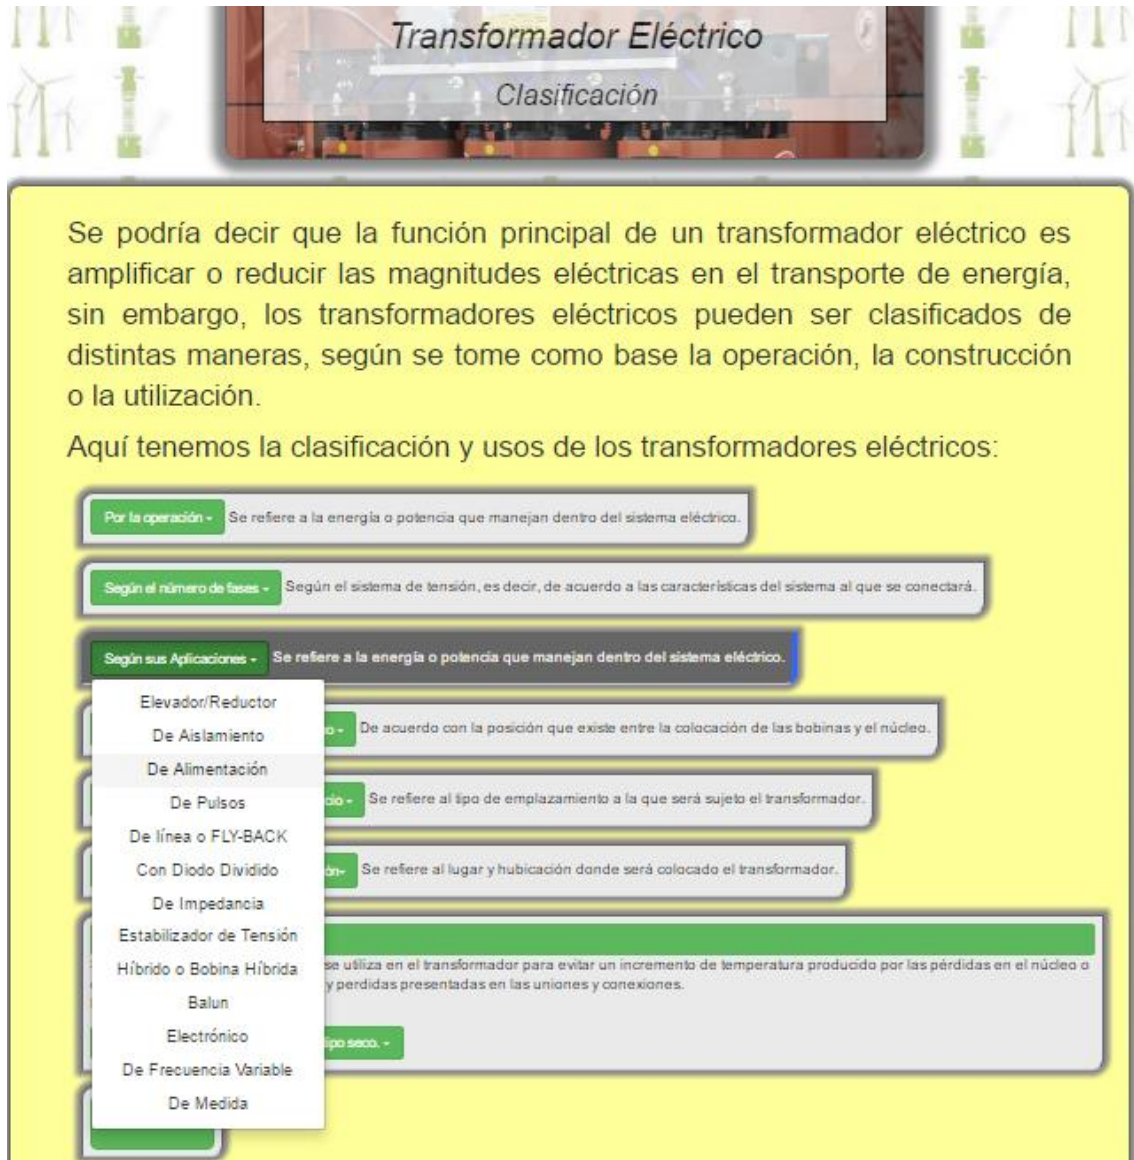 Transformador Eléctrico
Clasificación
Se podría decir que la función principal de un transformador eléctrico es
amplificar o reducir las magnitudes eléctricas en el transporte de energía,
sin embargo, los transformadores eléctricos pueden ser clasificados de
distintas maneras, según se tome como base la operación, la construcción
o la utilización.
Aquí tenemos la clasificación y usos de los transformadores eléctricos:
Por la operación Se refiere a la energía o potencia que manejan dentro del sistema eléctrico.
Según el número de fases Según el sistema de tensión, es decir, de acuerdo a las características del sistema al que se conectará.
Según sus Aplicaciones Se refiere a la energía o potencia que manejan dentro del sistema eléctrico.
Elevador/Reductor
De Aislamiento
De Alimentación
De Pulsos
De línea o FLY-BACK
Con Diodo Dividido
De Impedancia
Estabilizador de Tensión
Híbrido o Bobina Híbrida
Balun
Electrónico
De Frecuencia Variable
De Medida
De acuerdo con la posición que existe entre la colocación de las bobinas y el núcleo.
Se refiere al tipo de emplazamiento a la que será sujeto el transformador.
Se refiere al lugar y hubicación donde será colocado el transformador.
se utiliza en el transformador para evitar un incremento de temperatura producido por las pérdidas en el núcleo o
y perdidas presentadas en las uniones y conexiones.
tipo seco.